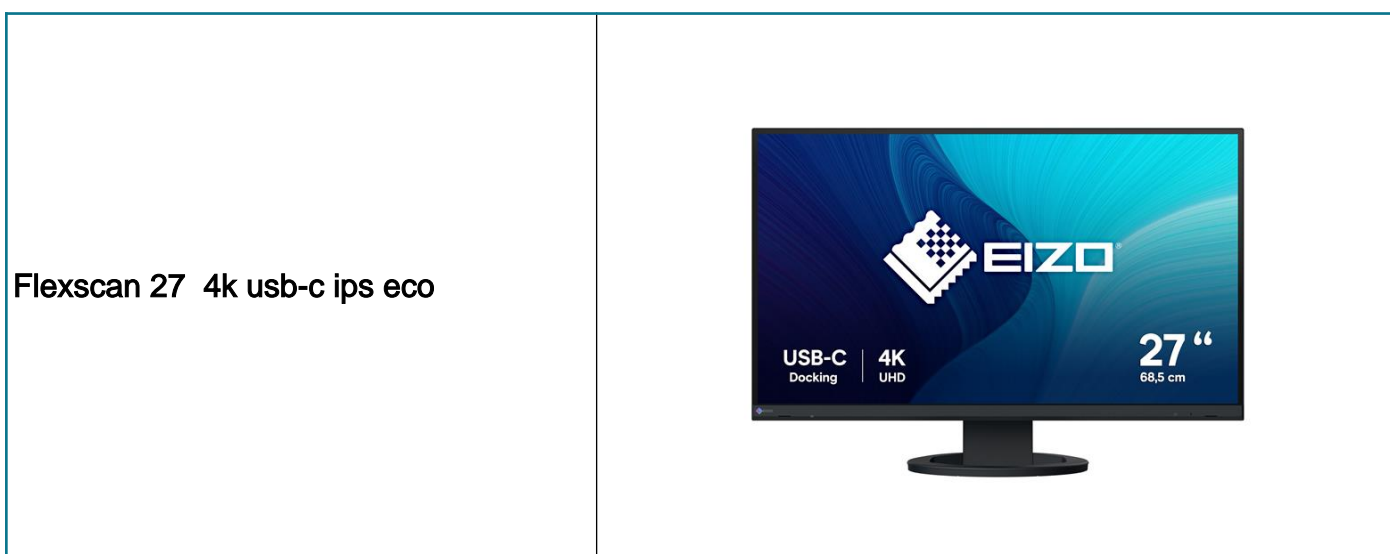 Flexscan 27  4k usb-c ips eco
EIZO®
USB-C
Docking
4K
UHD
27“
68,5 cm